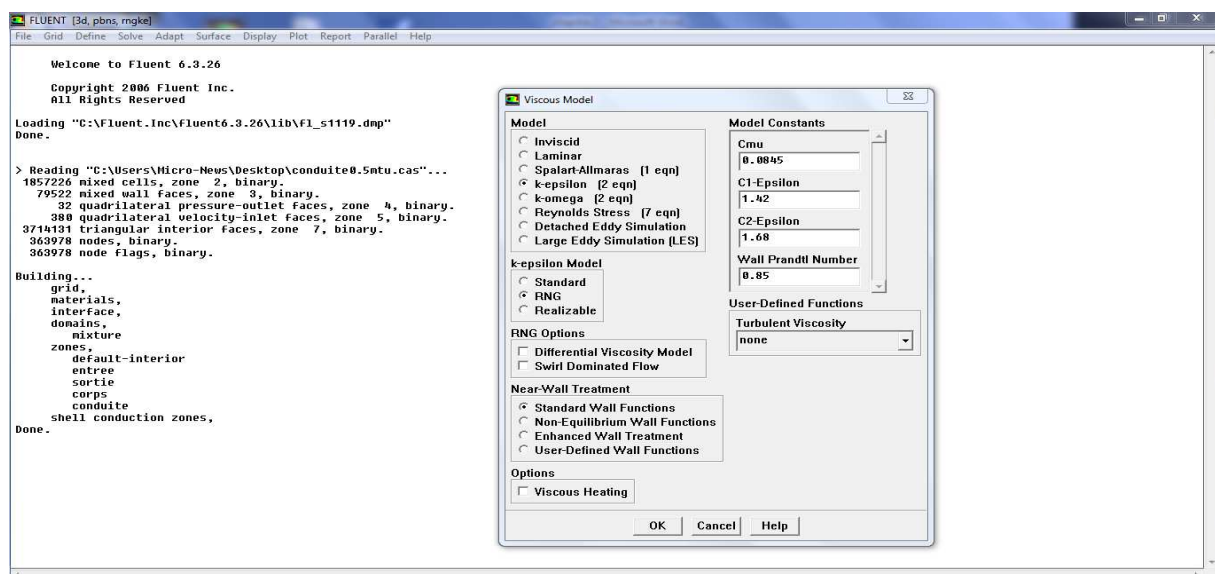 FLUENT [3d, pbns, rngke]
File Grid Define Solve Adapt Surface Display Plot Report Parallel Help
Welcome to Fluent 6.3.26
Copyright 2006 Fluent Inc.
All Rights Reserved
Loading "C:\Fluent.Inc\fluent6.3.26\lib\fl_s1119.dmp"
Done.
> Reading "C:\Users\Micro-News\Desktop\conduite0.5mtu.cas"...
1857226 mixed cells, zone 2, binary.
79522 mixed wall faces, zone 3, binary.
32 quadrilateral pressure-outlet faces, zone 4, binary.
380 quadrilateral velocity-inlet faces, zone 5, binary.
3714131 triangular interior faces, zone 7, binary.
363978 nodes, binary.
363978 node flags, binary.
Building...
grid,
materials,
interface,
domains,
mixture
zones,
default-interior
entree
sortie
corps
conduite
shell conduction zones,
Done.
Viscous Model
Model
Inviscid
Laminar
Spalart-Allmaras (1 eqn)
k-epsilon (2 eqn)
k-omega (2 eqn)
Reynolds Stress (7 eqn)
Detached Eddy Simulation
Large Eddy Simulation (LES)
k-epsilon Model
Standard
RNG
Realizable
RNG Options
Differential Viscosity Model
Swirl Dominated Flow
Near-Wall Treatment
Standard Wall Functions
Non-Equilibrium Wall Functions
Enhanced Wall Treatment
User-Defined Wall Functions
Options
Viscous Heating
Model Constants
Cmu
0.0845
C1-Epsilon
1.42
C2-Epsilon
1.68
Wall Prandtl Number
0.85
User-Defined Functions
Turbulent Viscosity
none
OK Cancel Help